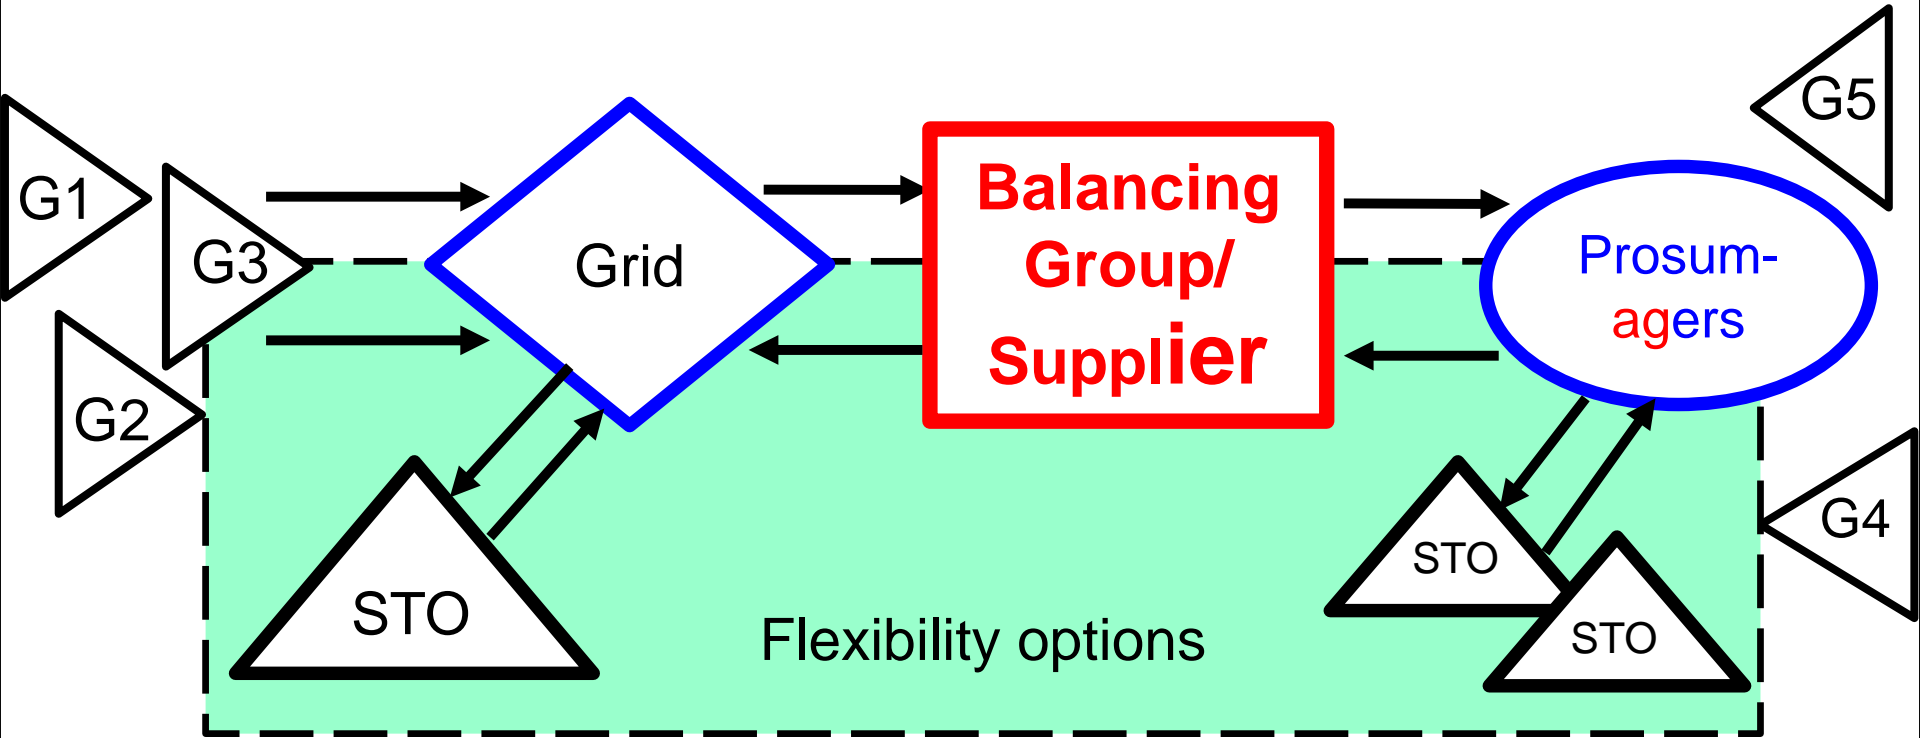 G1
G3
G2
Grid
Balancing
Group/
Supplier
Prosum-
agers
G5
G4
STO
Flexibility options
STO
STO